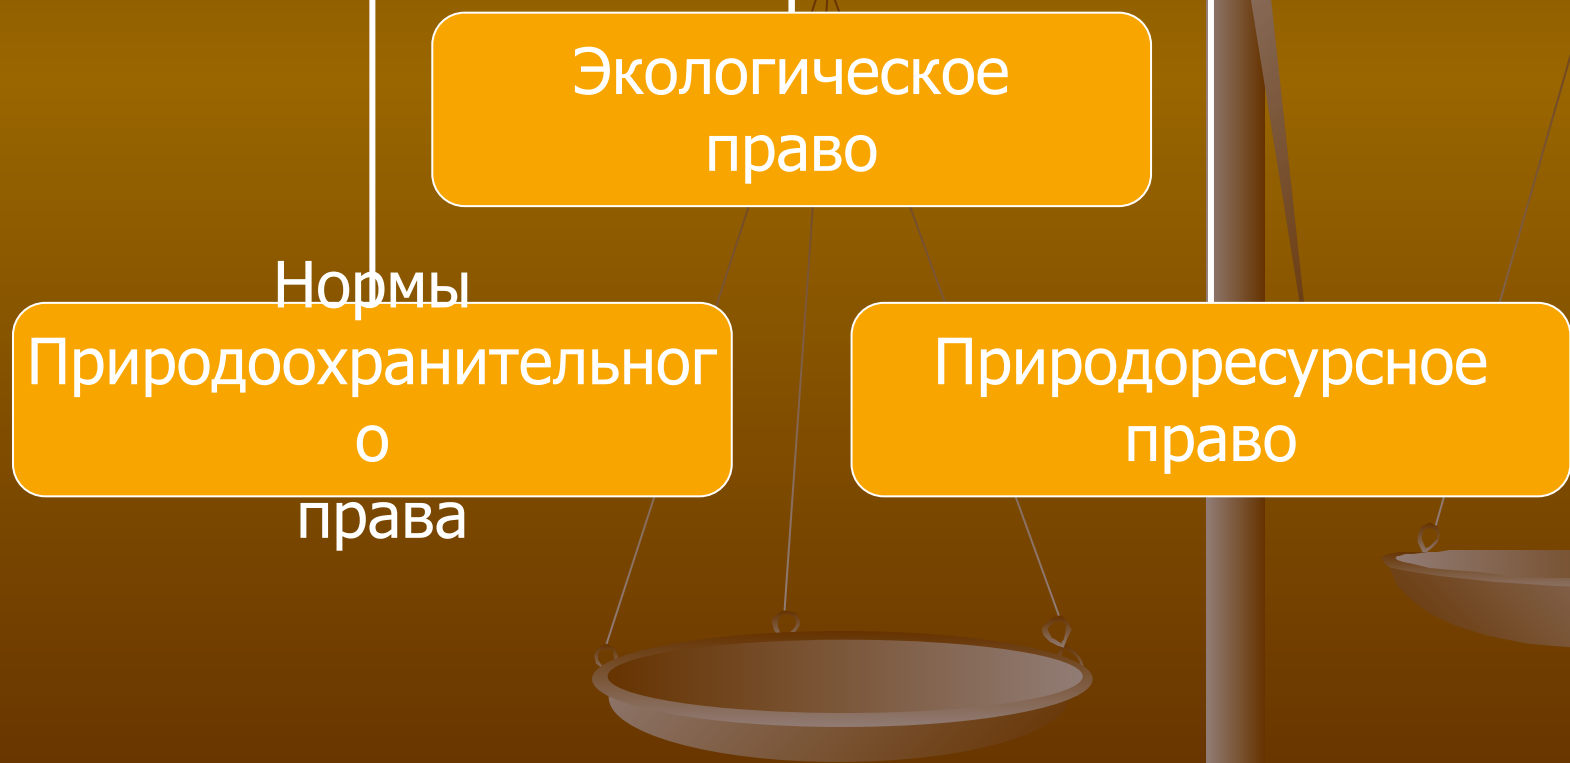 Экологическое
право
Нормы
Природоохранительног
о
права
Природоресурсное
право